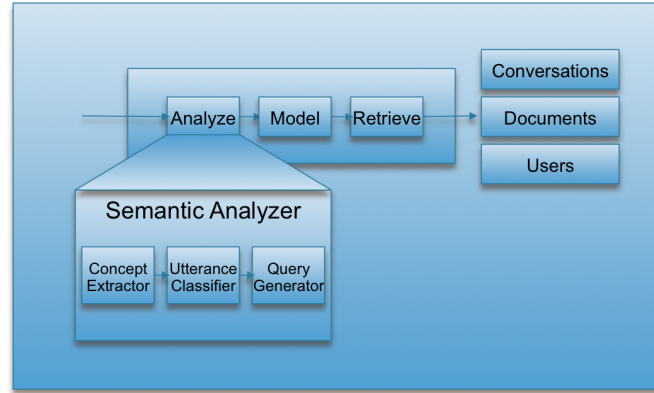 Conversations
Analyze
Model
Retrieve
Documents
Users
Semantic Analyzer
Concept
Extractor
Utterance
Classifier
Query
Generator